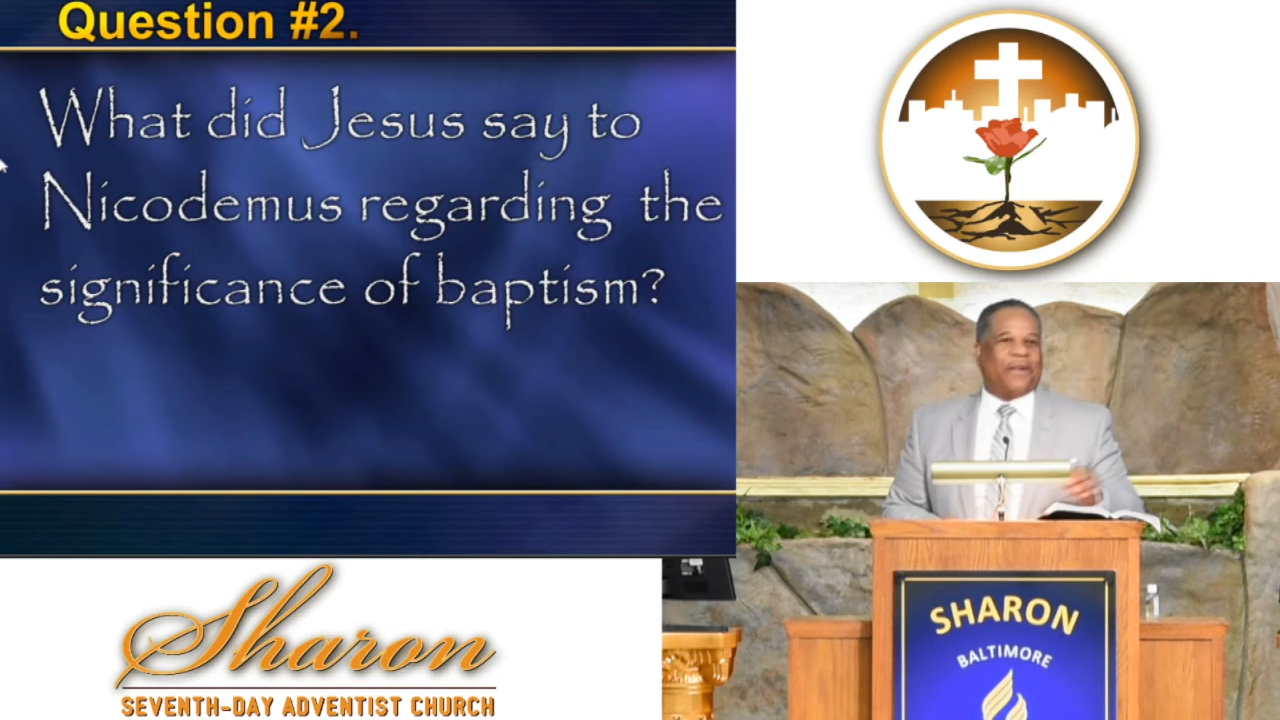 Question #2.
What did Jesus say to
Nicodemus regarding the
significance of baptism?
Sharon
SEVENTH-DAY ADVENTIST CHURCH
SHARON
BALTIMORE